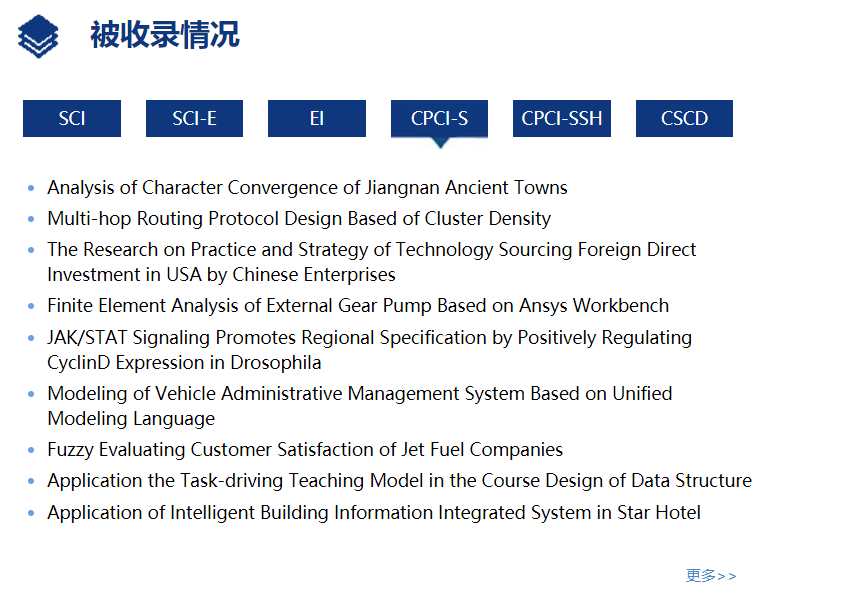 被收录情况
SCI
SCI-E
EI
CPCI-S
CPCI-SSH
CSCD
Analysis of Character Convergence of Jiangnan Ancient Towns
Multi-hop Routing Protocol Design Based of Cluster Density
The Research on Practice and Strategy of Technology Sourcing Foreign Direct
Investment in USA by Chinese Enterprises
Finite Element Analysis of External Gear Pump Based on Ansys Workbench
JAK/STAT Signaling Promotes Regional Specification by Positively Regulating
CyclinD Expression in Drosophila
Modeling of Vehicle Administrative Management System Based on Unified
Modeling Language
Fuzzy Evaluating Customer Satisfaction of Jet Fuel Companies
Application the Task-driving Teaching Model in the Course Design of Data Structure
Application of Intelligent Building Information Integrated System in Star Hotel
更多>>